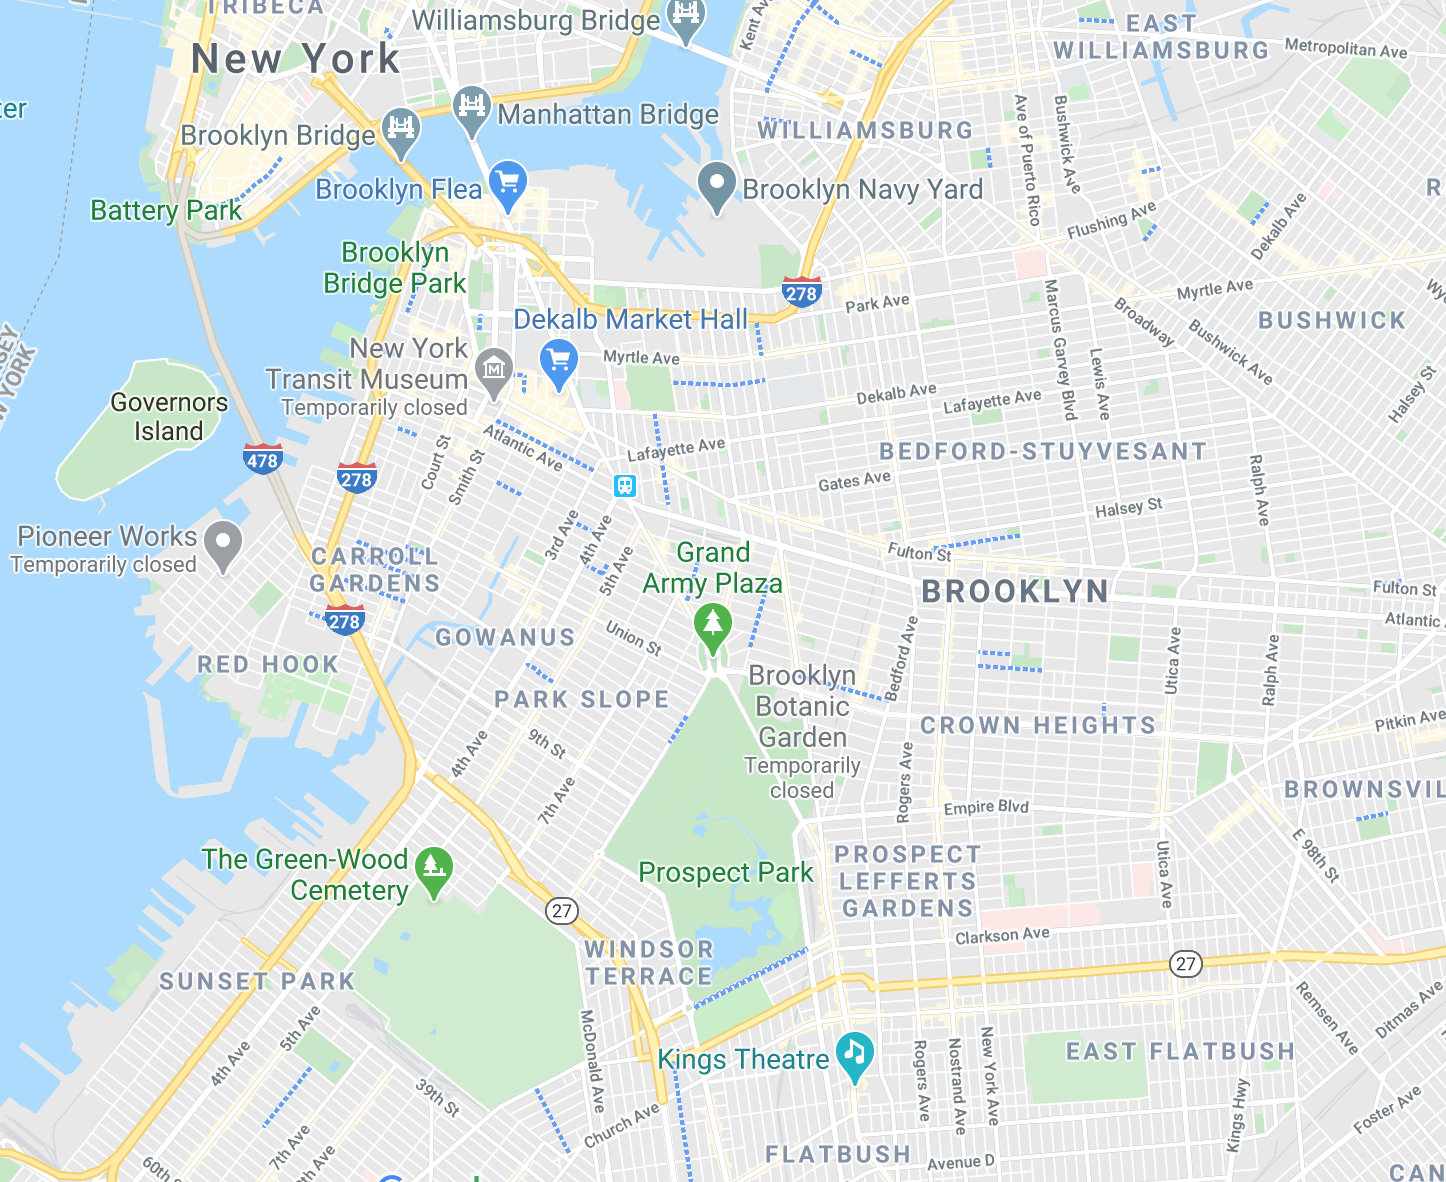 TRIBECA
Williamsburg Bridge
Kent Ave
EAST
WILLIAMSBURG
Metropolitan Ave
New York
Manhattan Bridge
Brooklyn Bridge
WILLIAMSBURG
Ave of Puerto Rico
Bushwick Ave
Brooklyn Flea
Brooklyn Navy Yard
Battery Park
Flushing Ave
Dekalb Ave
Brooklyn
Bridge Park
278
Park Ave
Myrtle Ave
Dekalb Market Hall
Broadway
Bushwick Ave
BUSHWICK
New York
Transit Museum
Temporarily closed
Myrtle Ave
Marcus Garvey Blvd
Lewis Ave
Dekalb Ave
Lafayette Ave
Halsey St
Governors
Island
478
278
Court St
Smith St
Atlantic Ave
Lafayette Ave
BEDFORD-STUYVESANT
Gates Ave
Ralph Ave
Halsey St
Pioneer Works
Temporarily closed
3rd Ave
4th Ave
5th Ave
CARROLL
GARDENS
Grand
Army Plaza
Fulton St
BROOKLYN
Fulton St
Atlantic
278
GOWANUS
Union St
Bedford Ave
Utica Ave
Ralph Ave
RED HOOK
PARK SLOPE
Brooklyn
Botanic
Garden
Temporarily
closed
CROWN HEIGHTS
Pitkin Ave
4th Ave
9th St
7th Ave
Rogers Ave
Empire Blvd
BROWNSVIL
E 98th St
The Green-Wood
Cemetery
Prospect Park
PROSPECT
LEFFERTS
GARDENS
Utica Ave
27
Clarkson Ave
WINDSOR
TERRACE
27
SUNSET PARK
5th Ave
4th Ave
McDonald Ave
Remsen Ave
Ditmas Ave
Kings Theatre
Rogers Ave
Nostrand Ave
New York Ave
EAST FLATBUSH
39th St
Church Ave
Kings Hwy
Foster Ave
7th Ave
60th St
FLATBUSH
Avenue D
CAN